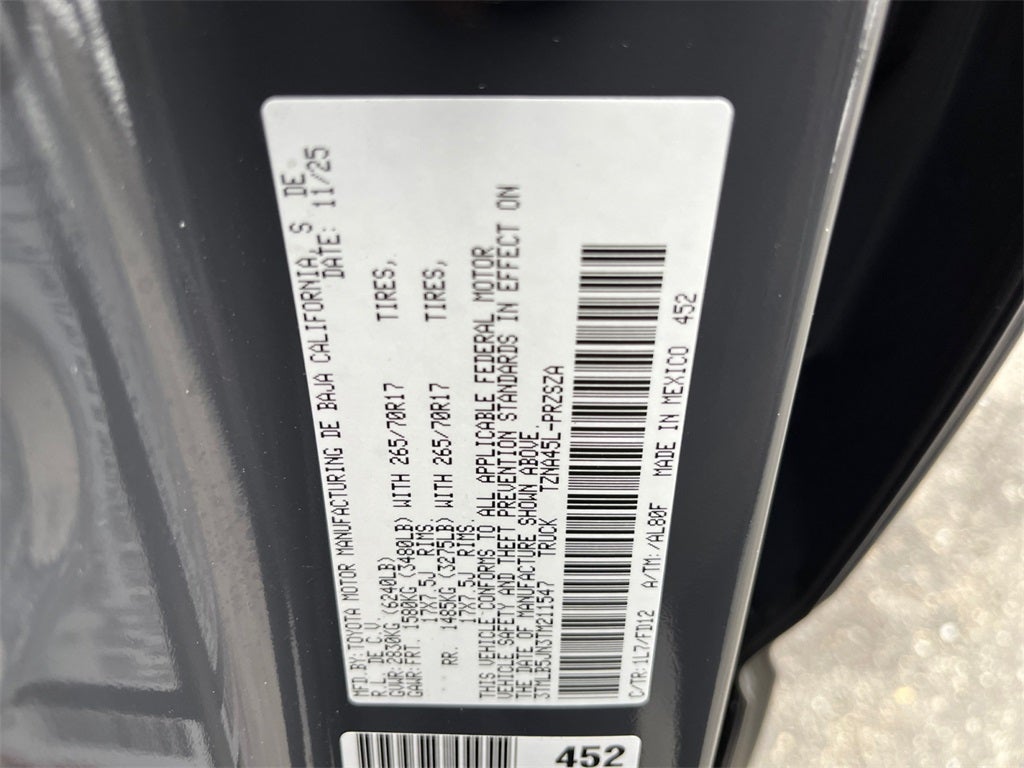 MFD.BY:TOYOTA MOTOR MANUFACTURING DE BAJA CALIFORNIA, S DE
R.L. DE C.V. DATE: 11/25
GVWR:2830KG (6240LB)
GAWR:FRT 1580KG (3480LB) WITH 265/70R17 TIRES,
17X7.5J RIMS.
RR. 1485KG (3275LB) WITH 265/70R17 TIRES,
17X7.5J RIMS.
THIS VEHICLE CONFORMS TO ALL APPLICABLE FEDERAL MOTOR
VEHICLE SAFETY AND THEFT PREVENTION STANDARDS IN EFFECT ON
THE DATE OF MANUFACTURE SHOWN ABOVE.
3TMLB5JN3TM211547 TRUCK TZNA45L-PRZSZA
C/TR:1L7/FD12 A/TM:/AL80F MADE IN MEXICO 452
452